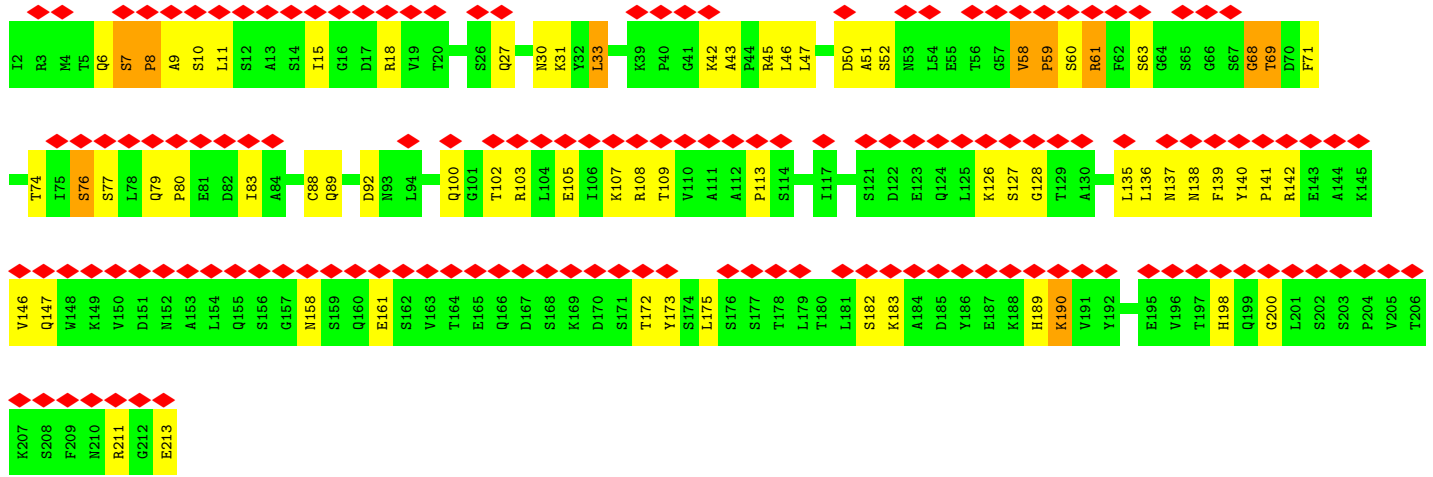 I2 R3 M4 T5 Q6 S7 P8 A9 S10 L11 S12 A13 S14 I15 G16 D17 R18 V19 T20 S26 Q27 N30 K31 Y32 L33 K39 P40 G41 K42 A43 P44 R45 L46 L47 D50 A51 S52 N53 L54 E55 T56 G57 V58 P59 S60 R61 F62 S63 G64 S65 G66 S67 G68 T69 D70 F71
T74 I75 S76 S77 L78 Q79 P80 E81 D82 I83 A84 C88 Q89 D92 N93 L94 Q100 G101 T102 R103 L104 E105 I106 K107 R108 T109 V110 A111 A112 P113 S114 I117 S121 D122 E123 Q124 L125 K126 S127 G128 T129 A130 L135 L136 N137 N138 F139 Y140 P141 R142 E143 A144 K145
V146 Q147 W148 K149 V150 D151 N152 A153 L154 Q155 S156 G157 N158 S159 Q160 E161 S162 V163 T164 E165 Q166 D167 S168 K169 D170 S171 T172 Y173 S174 L175 S176 S177 T178 L179 T180 L181 S182 K183 A184 D185 Y186 E187 K188 H189 K190 V191 Y192 E195 V196 T197 H198 Q199 G200 L201 S202 S203 P204 V205 T206
K207 S208 F209 N210 R211 G212 E213